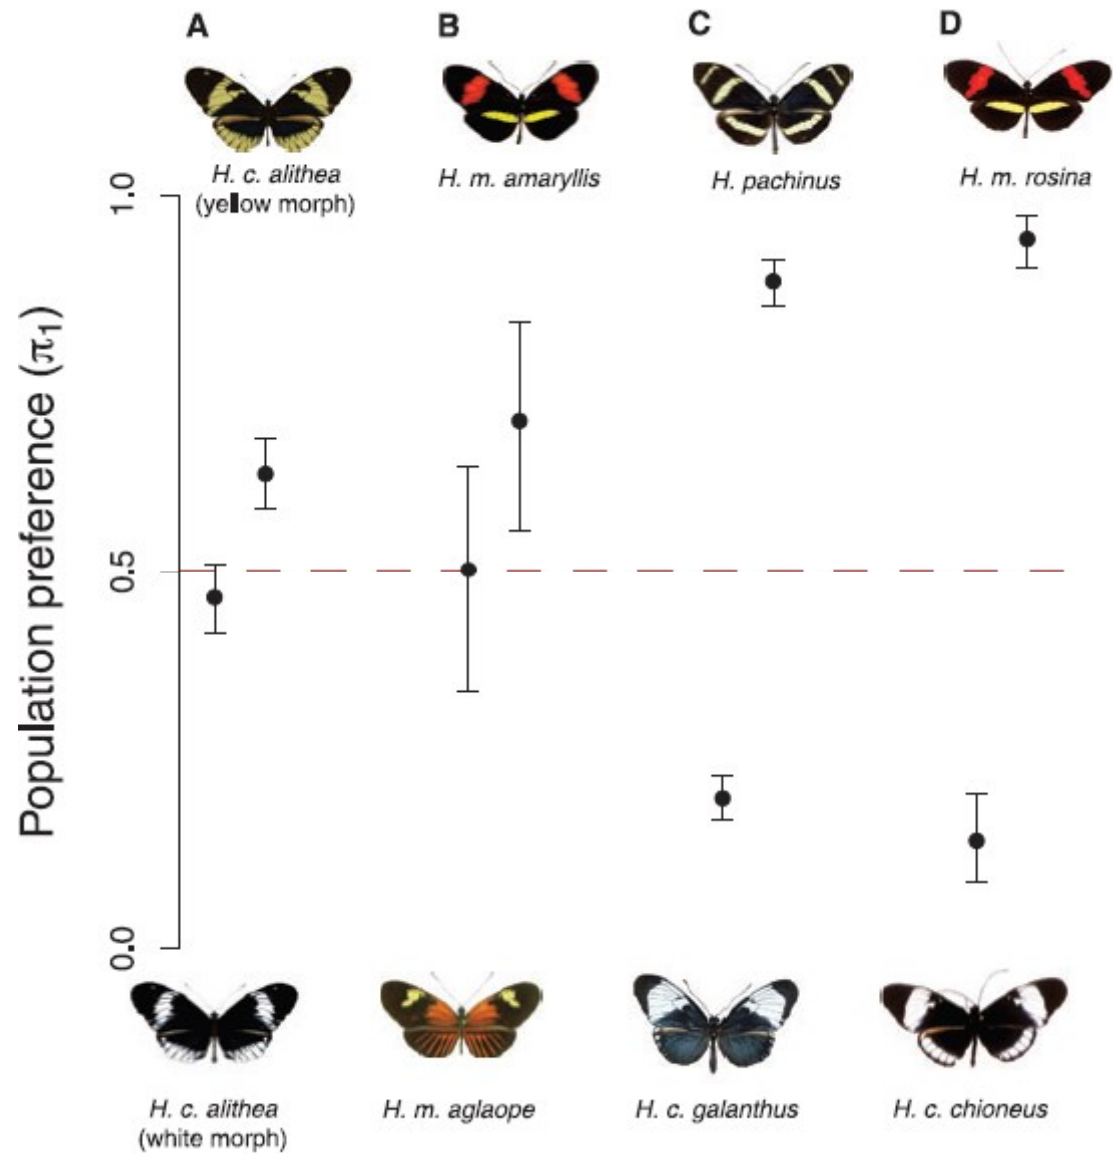 A B C D
H. c. alithea
(yellow morph)
H. m. amaryllis
H. pachinus
H. m. rosina
1.0
0.5
0.0
Population preference (π₁)
H. c. alithea
(white morph)
H. m. aglaope
H. c. galanthus
H. c. chioneus